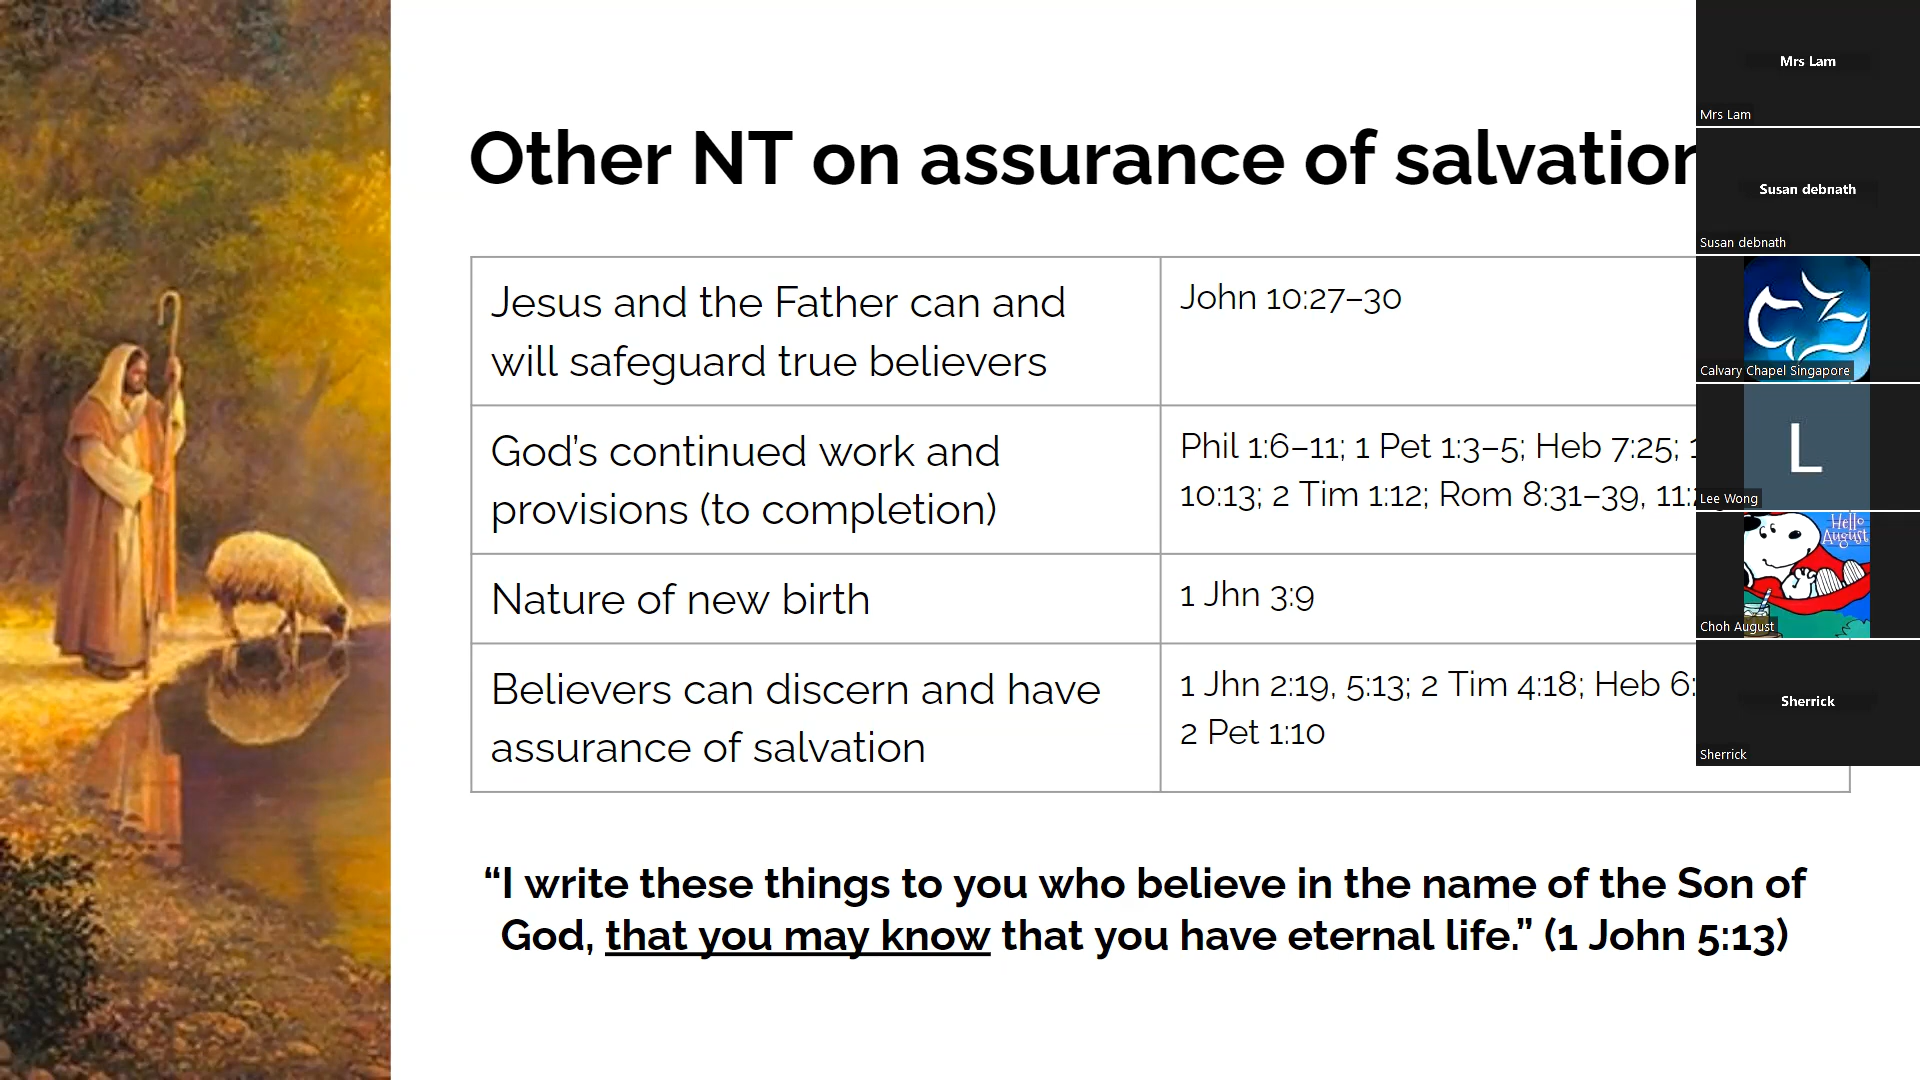 Other NT on assurance of salvation
Jesus and the Father can and
will safeguard true believers
John 10:27–30
God’s continued work and
provisions (to completion)
Phil 1:6–11; 1 Pet 1:3–5; Heb 7:25;
10:13; 2 Tim 1:12; Rom 8:31–39, 11:
Nature of new birth
1 Jhn 3:9
Believers can discern and have
assurance of salvation
1 Jhn 2:19, 5:13; 2 Tim 4:18; Heb 6:
2 Pet 1:10
“I write these things to you who believe in the name of the Son of
God, that you may know that you have eternal life.” (1 John 5:13)
Mrs Lam
Mrs Lam
Susan debnath
Susan debnath
Calvary Chapel Singapore
L
Lee Wong
Hello
August
Choh August
Sherrick
Sherrick